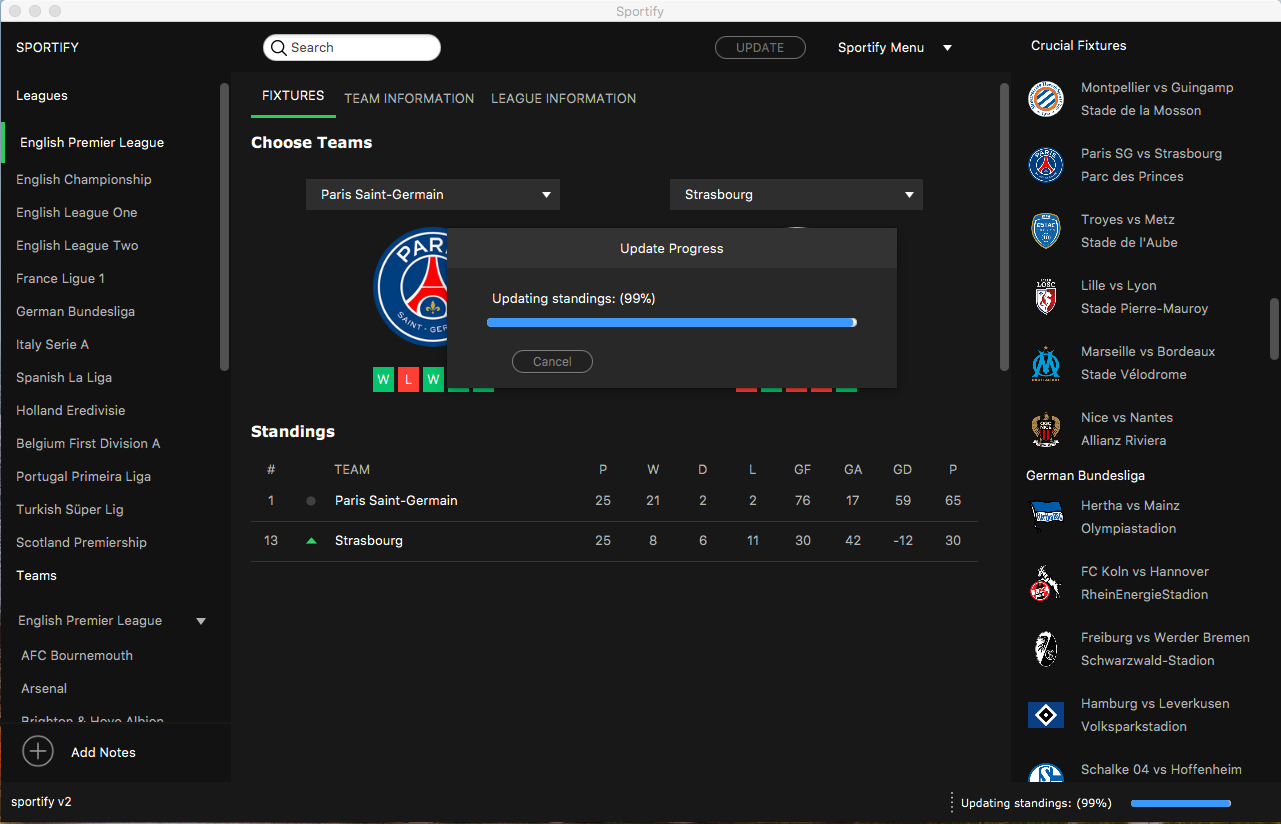 Sportify
SPORTIFY
Search
UPDATE
Sportify Menu
Leagues
English Premier League
English Championship
English League One
English League Two
France Ligue 1
German Bundesliga
Italy Serie A
Spanish La Liga
Holland Eredivisie
Belgium First Division A
Portugal Primeira Liga
Turkish Süper Lig
Scotland Premiership
Teams
English Premier League
AFC Bournemouth
Arsenal
Brighton & Hove Albion
Add Notes
FIXTURES TEAM INFORMATION LEAGUE INFORMATION
Choose Teams
Paris Saint-Germain
Strasbourg
Update Progress
Updating standings: (99%)
Cancel
W L W
Standings
# TEAM P W D L GF GA GD P
1 Paris Saint-Germain 25 21 2 2 76 17 59 65
13 Strasbourg 25 8 6 11 30 42 -12 30
Crucial Fixtures
Montpellier vs Guingamp
Stade de la Mosson
Paris SG vs Strasbourg
Parc des Princes
Troyes vs Metz
Stade de l'Aube
Lille vs Lyon
Stade Pierre-Mauroy
Marseille vs Bordeaux
Stade Vélodrome
Nice vs Nantes
Allianz Riviera
German Bundesliga
Hertha vs Mainz
Olympiastadion
FC Koln vs Hannover
RheinEnergieStadion
Freiburg vs Werder Bremen
Schwarzwald-Stadion
Hamburg vs Leverkusen
Volksparkstadion
Schalke 04 vs Hoffenheim
sportify v2
Updating standings: (99%)